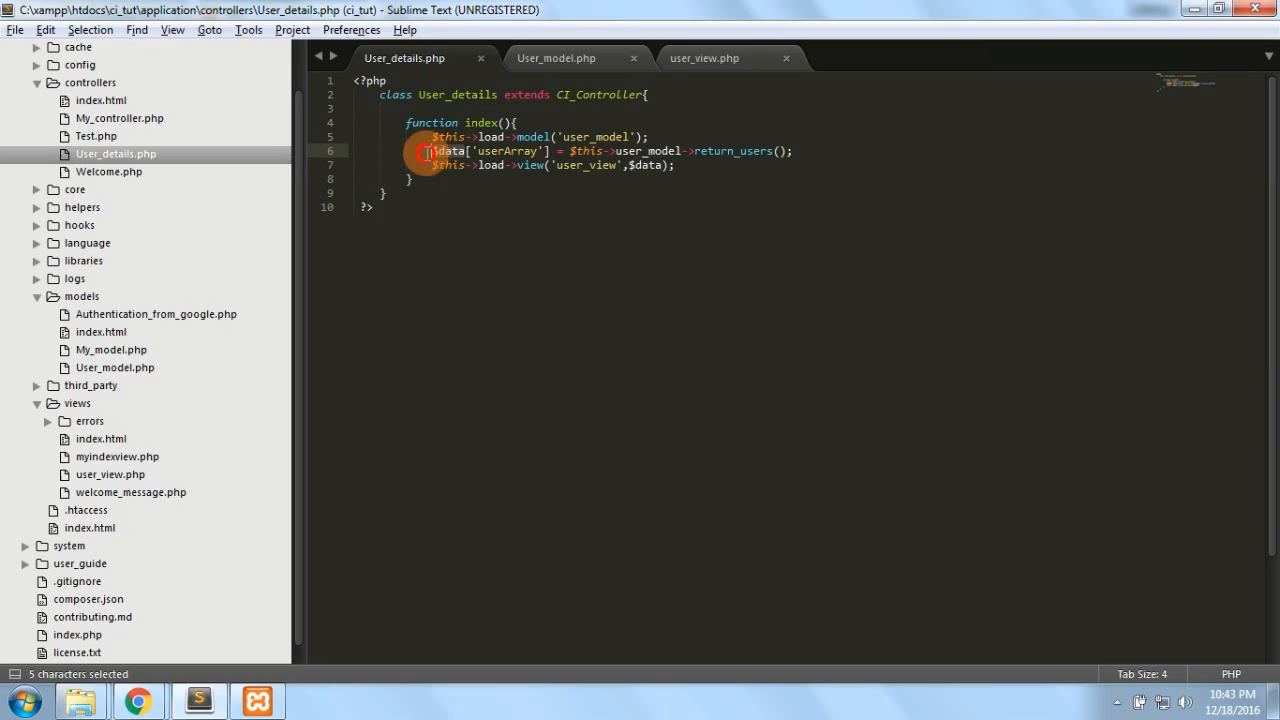 C:\xampp\htdocs\ci_tut\application\controllers\User_details.php (ci_tut) - Sublime Text (UNREGISTERED)
File Edit Selection Find View Goto Tools Project Preferences Help
cache
config
controllers
index.html
My_controller.php
Test.php
User_details.php
Welcome.php
core
helpers
hooks
language
libraries
logs
models
Authentication_from_google.php
index.html
My_model.php
User_model.php
third_party
views
errors
index.html
myindexview.php
user_view.php
welcome_message.php
.htaccess
index.html
system
user_guide
.gitignore
composer.json
contributing.md
index.php
license.txt
User_details.php × User_model.php × user_view.php ×
1 <?php
2 class User_details extends CI_Controller{
3
4 function index(){
5 $this->load->model('user_model');
6 $data['userArray'] = $this->user_model->return_users();
7 $this->load->view('user_view',$data);
8 }
9 }
10 ?>
5 characters selected
Tab Size: 4
PHP
10:43 PM
12/18/2016